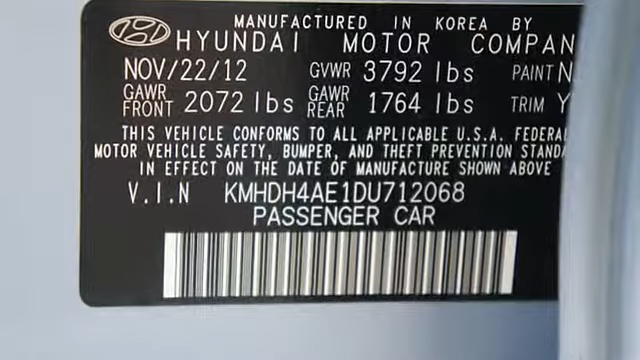 MANUFACTURED IN KOREA BY
HYUNDAI MOTOR COMPAN
NOV/22/12 GVWR 3792 lbs PAINT N
GAWR FRONT 2072 lbs GAWR REAR 1764 lbs TRIM Y
THIS VEHICLE CONFORMS TO ALL APPLICABLE U.S.A. FEDERAL
MOTOR VEHICLE SAFETY, BUMPER, AND THEFT PREVENTION STANDA
IN EFFECT ON THE DATE OF MANUFACTURE SHOWN ABOVE
V.I.N KMHDH4AE1DU712068
PASSENGER CAR